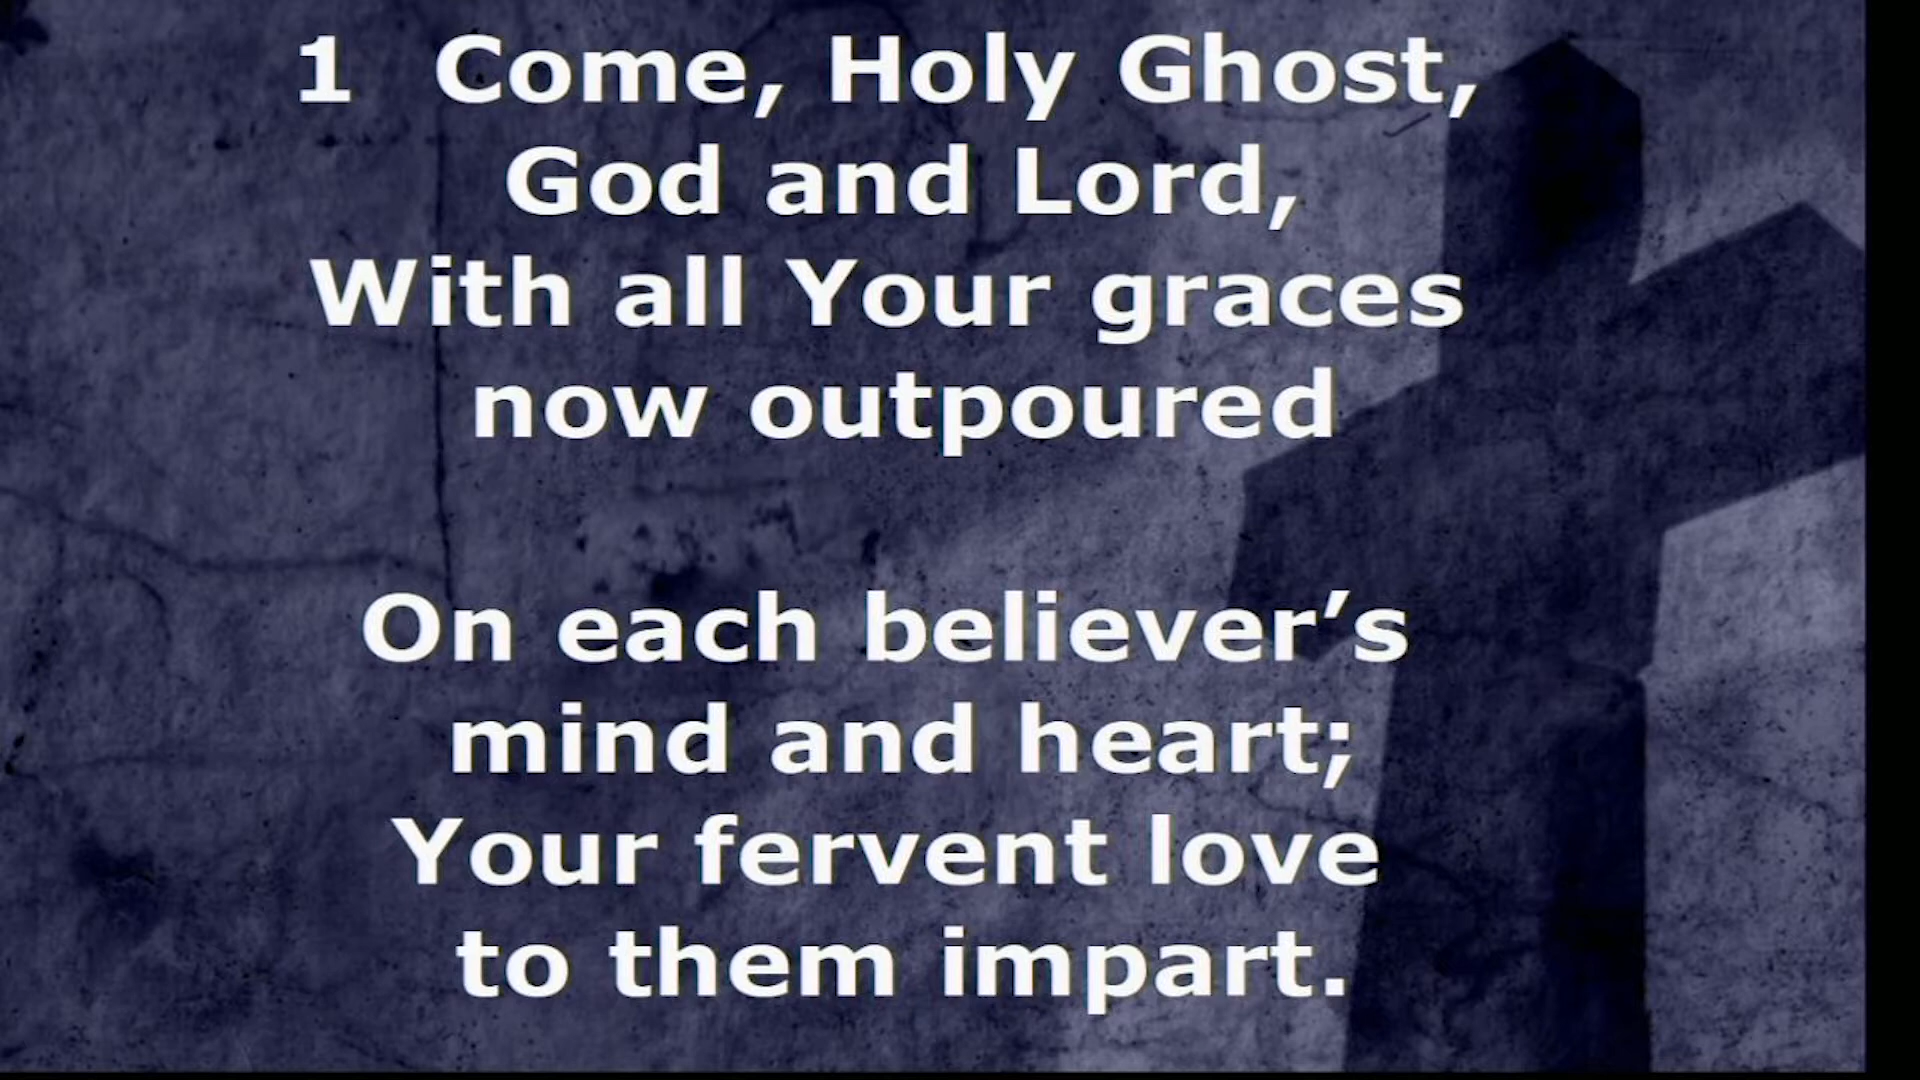 1 Come, Holy Ghost,
God and Lord,
With all Your graces
now outpoured
On each believer’s
mind and heart;
Your fervent love
to them impart.